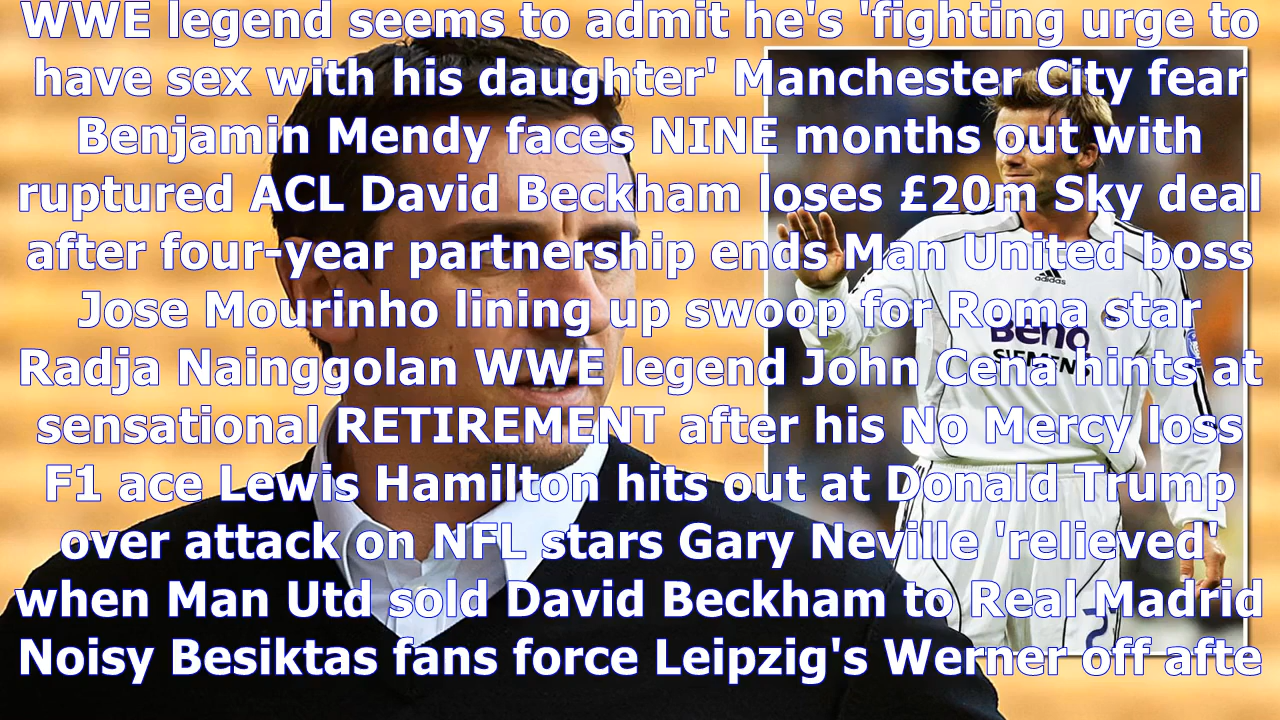 WWE legend seems to admit he's 'fighting urge to
have sex with his daughter' Manchester City fear
Benjamin Mendy faces NINE months out with
ruptured ACL David Beckham loses £20m Sky deal
after four-year partnership ends Man United boss
Jose Mourinho lining up swoop for Roma star
Radja Nainggolan WWE legend John Cena hints at
sensational RETIREMENT after his No Mercy loss
F1 ace Lewis Hamilton hits out at Donald Trump
over attack on NFL stars Gary Neville 'relieved'
when Man Utd sold David Beckham to Real Madrid
Noisy Besiktas fans force Leipzig's Werner off afte
adidas
BenQ
SIEMENS